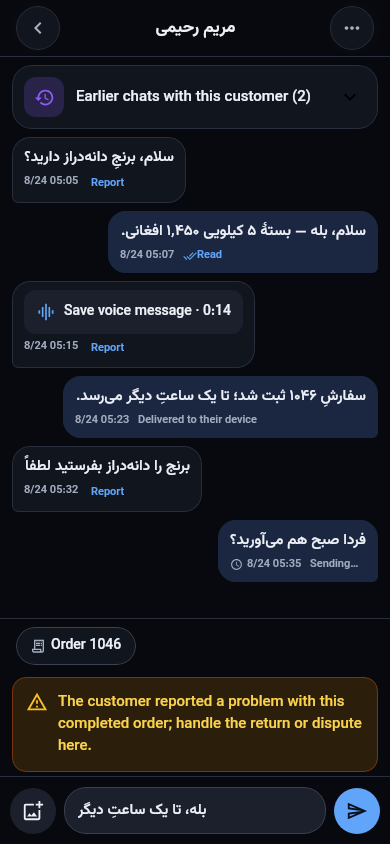 مریم رحیمی
Earlier chats with this customer (2)
سلام، برنجِ دانه‌دراز دارید؟
8/24 05:05 Report
سلام، بله — بستهٔ ۵ کیلویی ۱,۴۵۰ افغانی.
8/24 05:07 Read
Save voice message · 0:14
8/24 05:15 Report
سفارشِ ۱۰۴۶ ثبت شد؛ تا یک ساعتِ دیگر می‌رسد.
8/24 05:23 Delivered to their device
برنج را دانه‌دراز بفرستید لطفاً
8/24 05:32 Report
فردا صبح هم می‌آورید؟
8/24 05:35 Sending…
Order 1046
The customer reported a problem with this
completed order; handle the return or dispute
here.
بله، تا یک ساعتِ دیگر